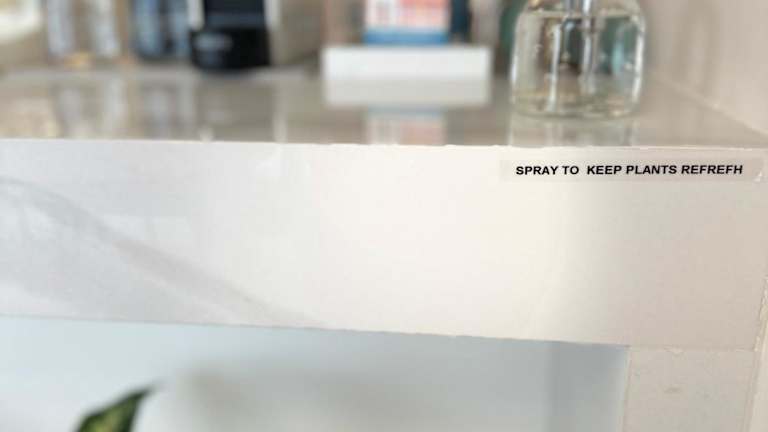 SPRAY TO  KEEP PLANTS REFREFH